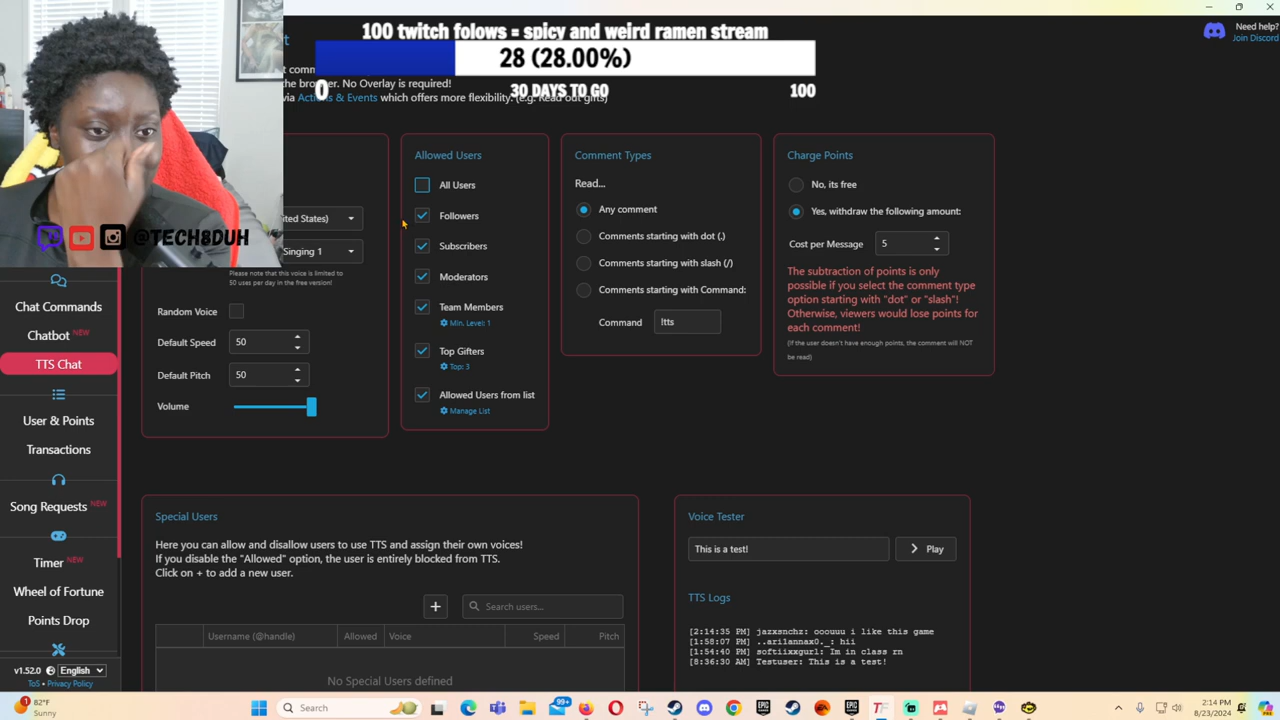 100 twitch folows = spicy and weird ramen stream
28 (28.00%)
0
30 DAYS TO GO
100
Need help?
Join Discord
the browser. No Overlay is required!
via Actions & Events which offers more flexibility. (e.g. Read out gifts)
@TECH8DUH
ited States)
Singing 1
Please note that this voice is limited to
50 uses per day in the free version!
Random Voice
Default Speed
50
Default Pitch
50
Volume
Allowed Users
All Users
Followers
Subscribers
Moderators
Team Members
Min. Level: 1
Top Gifters
Top: 3
Allowed Users from list
Manage List
Comment Types
Read...
Any comment
Comments starting with dot (.)
Comments starting with slash (/)
Comments starting with Command:
Command
!tts
Charge Points
No, its free
Yes, withdraw the following amount:
Cost per Message
5
The subtraction of points is only
possible if you select the comment type
option starting with "dot" or "slash"!
Otherwise, viewers would lose points for
each comment!
(If the user doesn't have enough points, the comment will NOT
be read)
Chat Commands
Chatbot NEW
TTS Chat
User & Points
Transactions
Song Requests NEW
Timer NEW
Wheel of Fortune
Points Drop
v1.52.0
English
ToS • Privacy Policy
Special Users
Here you can allow and disallow users to use TTS and assign their own voices!
If you disable the "Allowed" option, the user is entirely blocked from TTS.
Click on + to add a new user.
+
Search users...
Username (@handle)
Allowed
Voice
Speed
Pitch
No Special Users defined
Voice Tester
This is a test!
Play
TTS Logs
[2:14:35 PM] jazxsnchz: ooouuu i like this game
[1:58:07 PM] ..arilannax0._: hii
[1:54:40 PM] softiixxgurl: Im in class rn
[8:36:30 AM] Testuser: This is a test!
1
82°F
Sunny
Search
99+
EPIC
EPIC
2:14 PM
8/23/2024